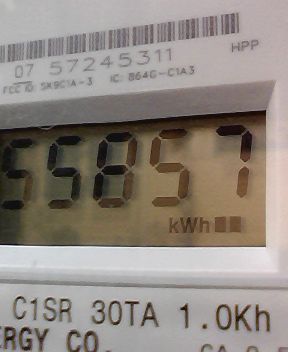 07 57245311
HPP
FCC ID: SK9C1A-3 IC: 864G-C1A3
55857
kWh
C1SR 30TA 1.0Kh
ERGY CO.